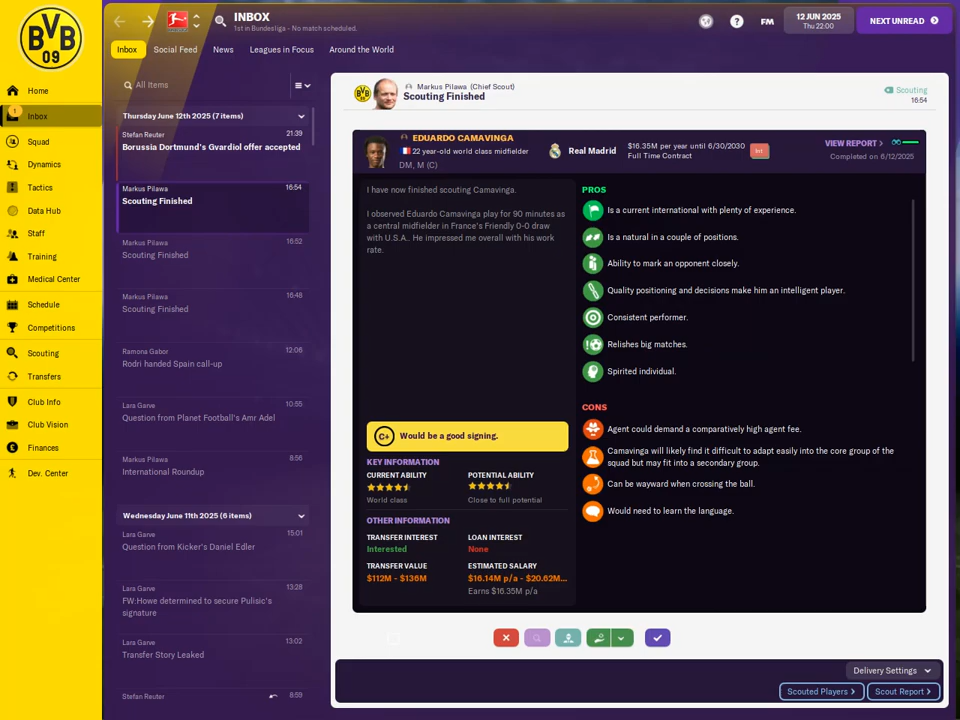 BVB
09
Home
1
Inbox
Squad
Dynamics
Tactics
Data Hub
Staff
Training
Medical Center
Schedule
Competitions
Scouting
Transfers
Club Info
Club Vision
Finances
Dev. Center
INBOX
1st in Bundesliga - No match scheduled.
?
FM
12 JUN 2025
Thu 22:00
NEXT UNREAD
Inbox
Social Feed
News
Leagues in Focus
Around the World
All Items
Thursday June 12th 2025 (7 items)
Stefan Reuter 21:39
Borussia Dortmund's Gvardiol offer accepted
Markus Pilawa 16:54
Scouting Finished
Markus Pilawa 16:52
Scouting Finished
Markus Pilawa 16:48
Scouting Finished
Ramona Gabor 12:06
Rodri handed Spain call-up
Lara Garve 10:55
Question from Planet Football's Amr Adel
Markus Pilawa 8:56
International Roundup
Wednesday June 11th 2025 (6 items)
Lara Garve 15:01
Question from Kicker's Daniel Edler
Lara Garve 13:28
FW:Howe determined to secure Pulisic's
signature
Lara Garve 13:02
Transfer Story Leaked
Stefan Reuter 8:59
Markus Pilawa (Chief Scout)
Scouting Finished
Scouting
16:54
EDUARDO CAMAVINGA
22 year-old world class midfielder
DM, M (C)
Real Madrid
$16.35M per year until 6/30/2030
Full Time Contract
Int
VIEW REPORT >
Completed on 6/12/2025
I have now finished scouting Camavinga.
I observed Eduardo Camavinga play for 90 minutes as
a central midfielder in France's Friendly 0-0 draw
with U.S.A.. He impressed me overall with his work
rate.
C+ Would be a good signing.
KEY INFORMATION
CURRENT ABILITY
World class
POTENTIAL ABILITY
Close to full potential
OTHER INFORMATION
TRANSFER INTEREST
Interested
LOAN INTEREST
None
TRANSFER VALUE
$112M - $136M
ESTIMATED SALARY
$16.14M p/a - $20.62M...
Earns $16.35M p/a
PROS
Is a current international with plenty of experience.
Is a natural in a couple of positions.
Ability to mark an opponent closely.
Quality positioning and decisions make him an intelligent player.
Consistent performer.
Relishes big matches.
Spirited individual.
CONS
Agent could demand a comparatively high agent fee.
Camavinga will likely find it difficult to adapt easily into the core group of the
squad but may fit into a secondary group.
Can be wayward when crossing the ball.
Would need to learn the language.
Delivery Settings
Scouted Players >
Scout Report >